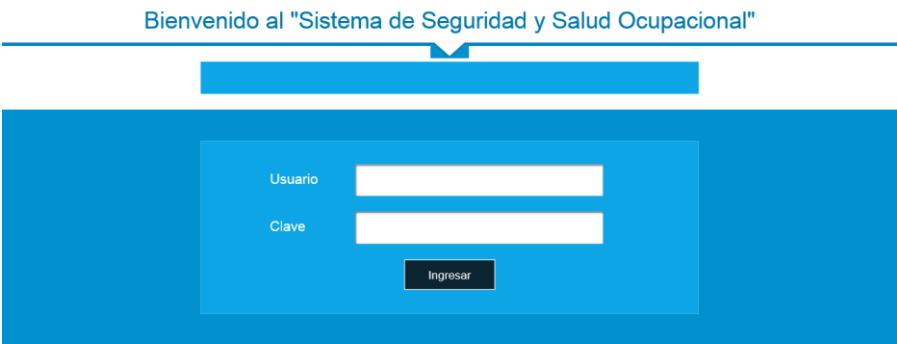 Bienvenido al "Sistema de Seguridad y Salud Ocupacional"
Usuario
Clave
Ingresar